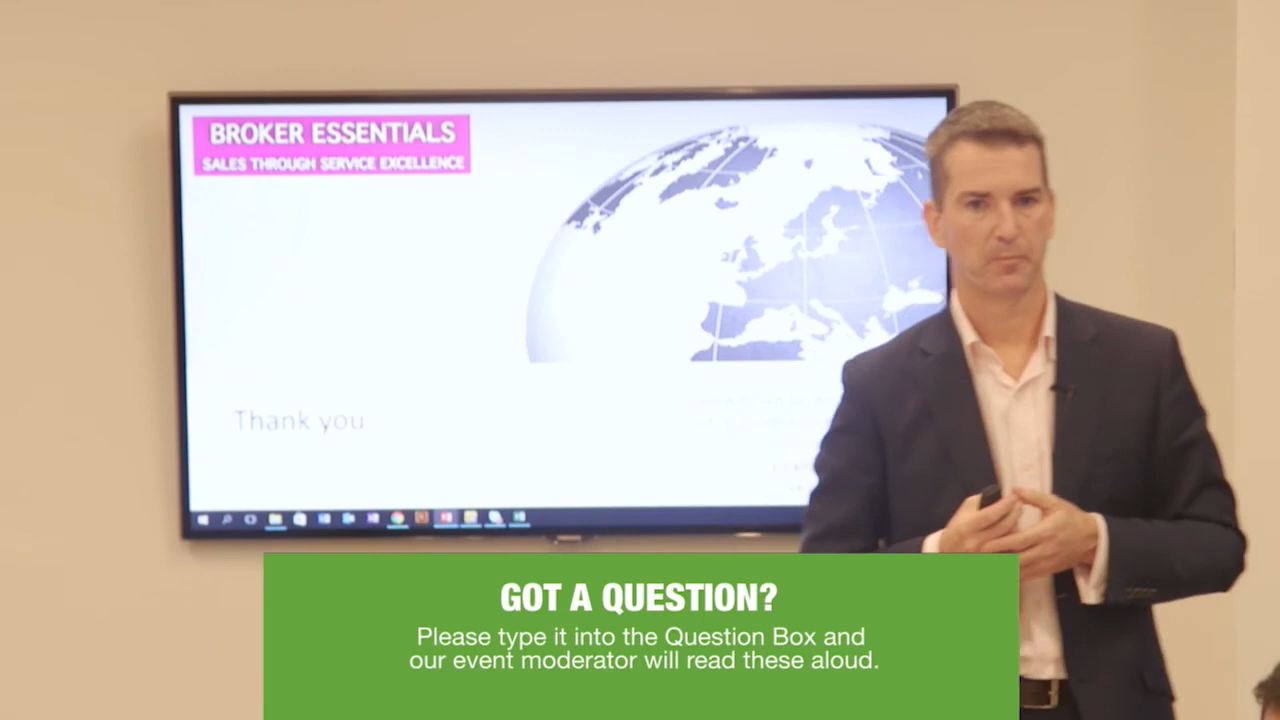 BROKER ESSENTIALS
SALES THROUGH SERVICE EXCELLENCE
Thank you
GOT A QUESTION?
Please type it into the Question Box and
our event moderator will read these aloud.